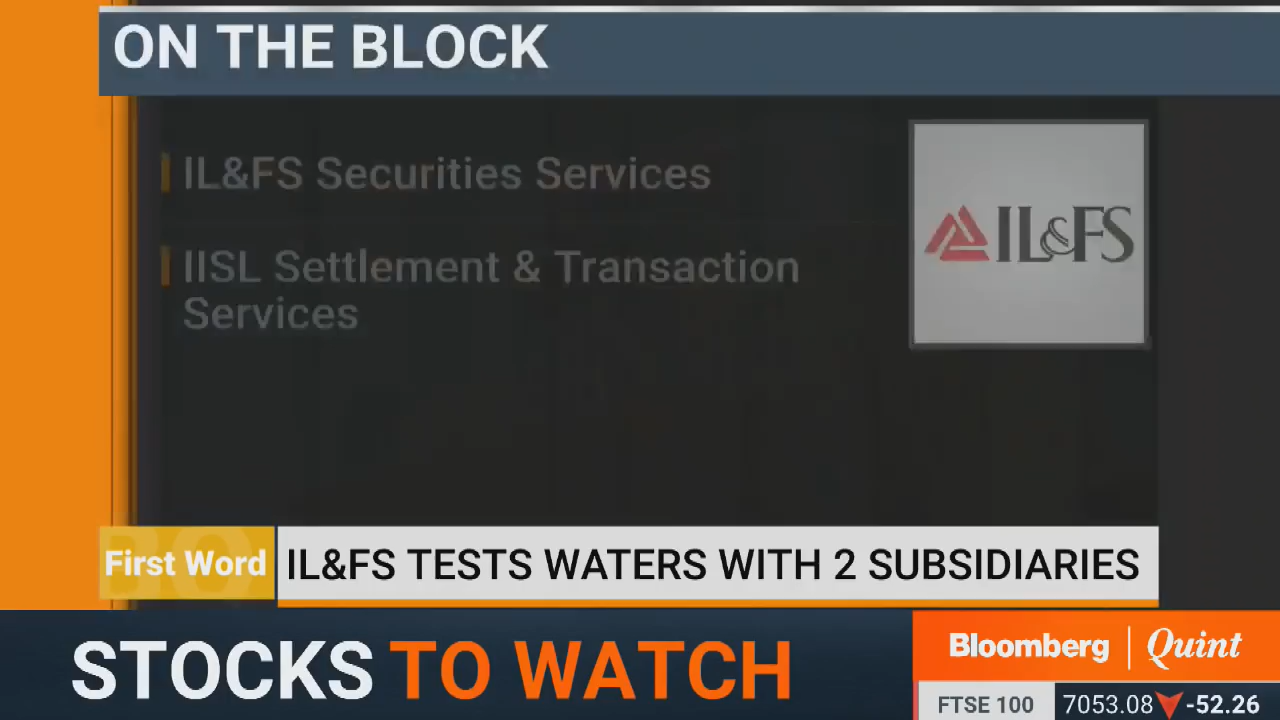 ON THE BLOCK
IL&FS Securities Services
IISL Settlement & Transaction
Services
IL&FS
First Word
IL&FS TESTS WATERS WITH 2 SUBSIDIARIES
STOCKS TO WATCH
Bloomberg | Quint
FTSE 100 7053.08 -52.26